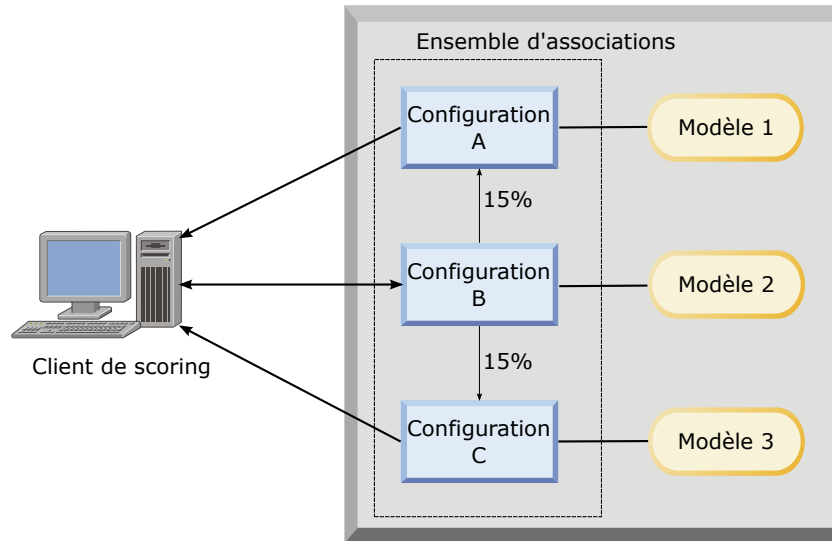 Ensemble d'associations
Configuration
A
Modèle 1
15%
Configuration
B
Modèle 2
Client de scoring
15%
Configuration
C
Modèle 3